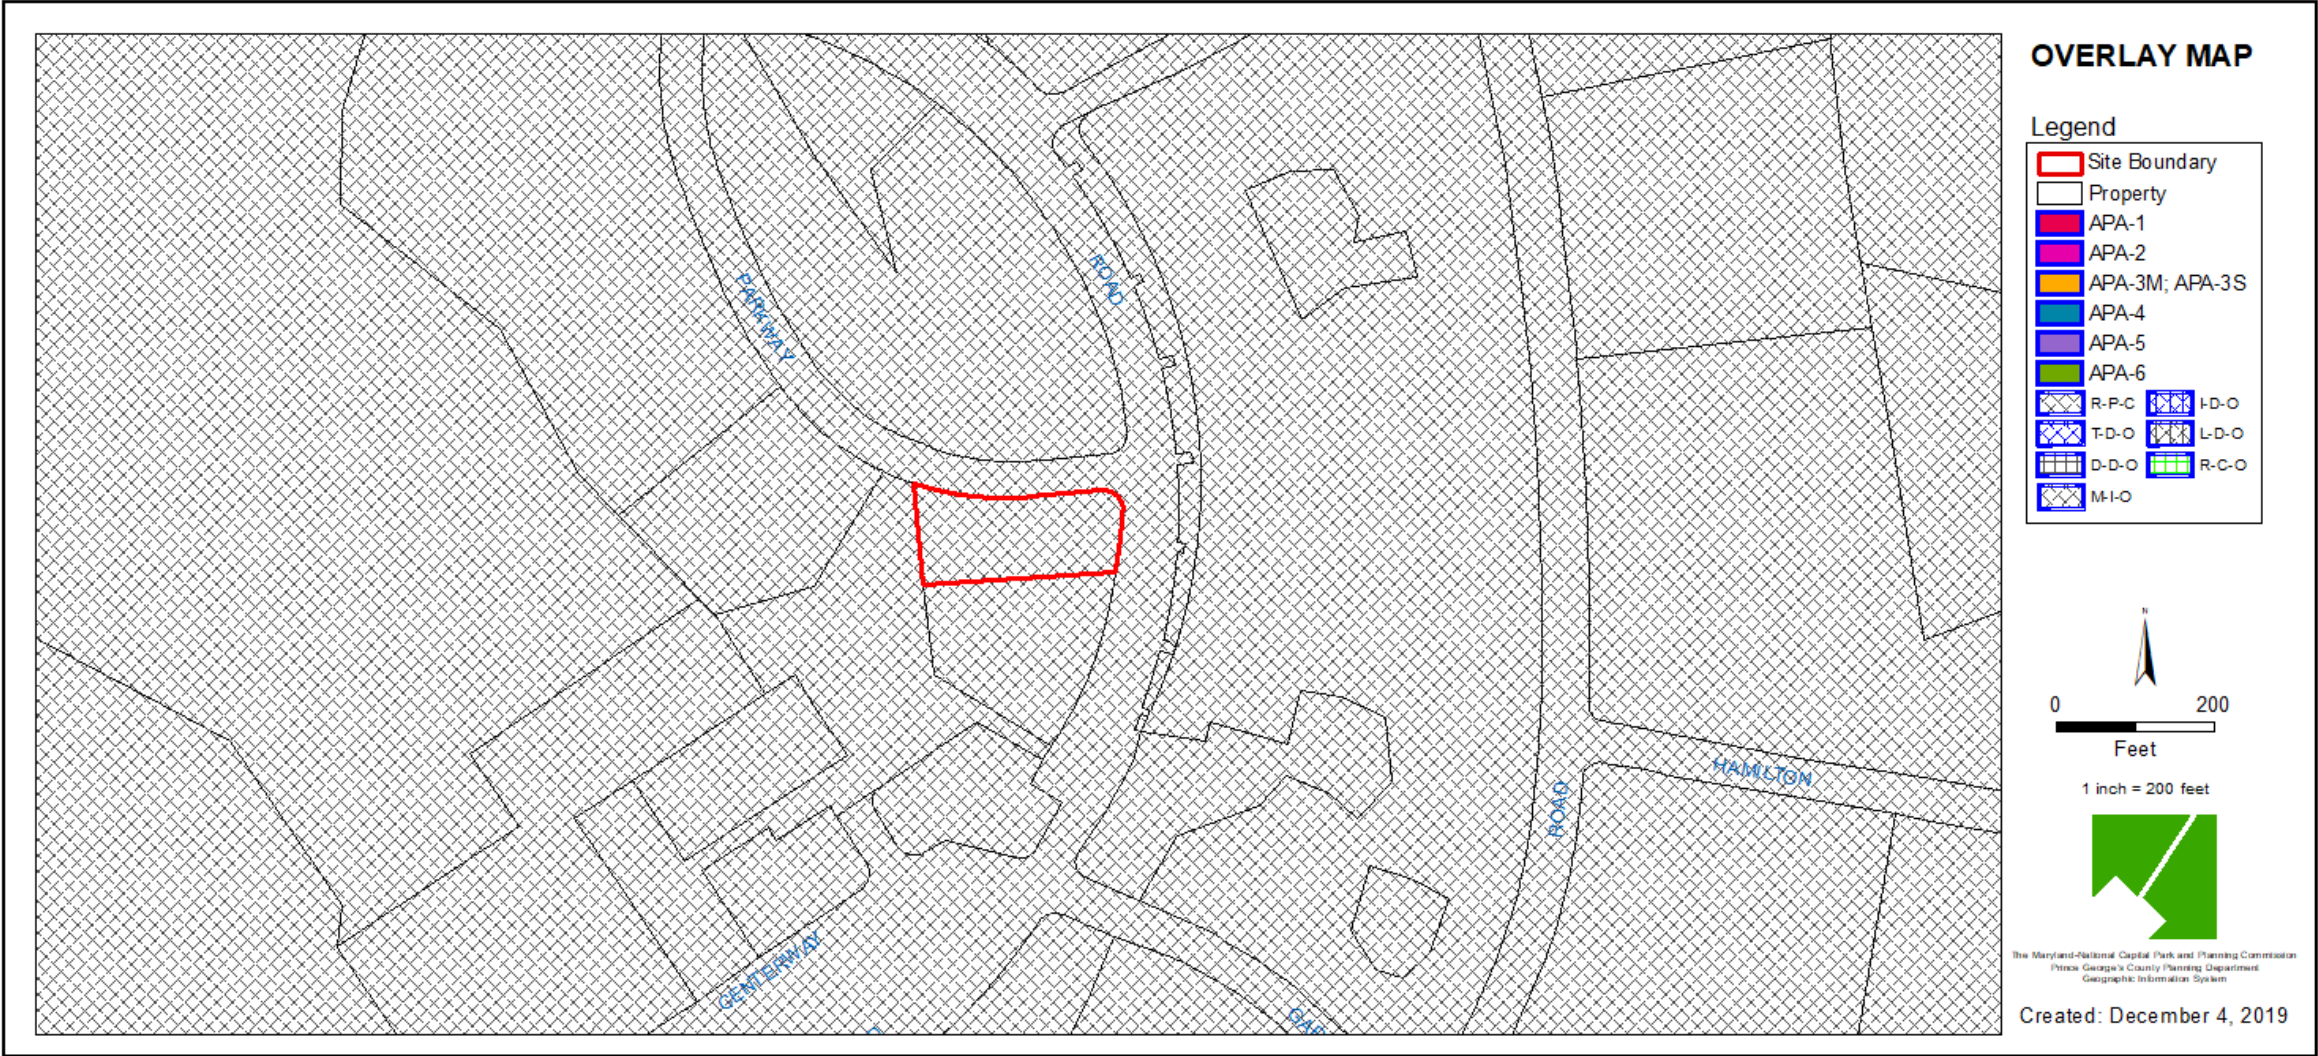 OVERLAY MAP
Legend
Site Boundary
Property
APA-1
APA-2
APA-3M; APA-3S
APA-4
APA-5
APA-6
R-P-C I-D-O
T-D-O L-D-O
D-D-O R-C-O
M-I-O
N
0 200
Feet
1 inch = 200 feet
The Maryland-National Capital Park and Planning Commission
Prince George's County Planning Department
Geographic Information System
Created: December 4, 2019
PARKWAY
ROAD
HAMILTON
ROAD
CENTERWAY
GAR